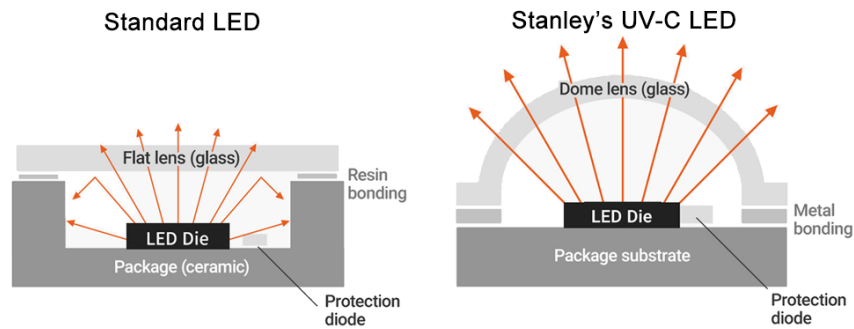 Standard LED
Flat lens (glass)
Resin
bonding
LED Die
Package (ceramic)
Protection
diode
Stanley's UV-C LED
Dome lens (glass)
LED Die
Metal
bonding
Package substrate
Protection
diode